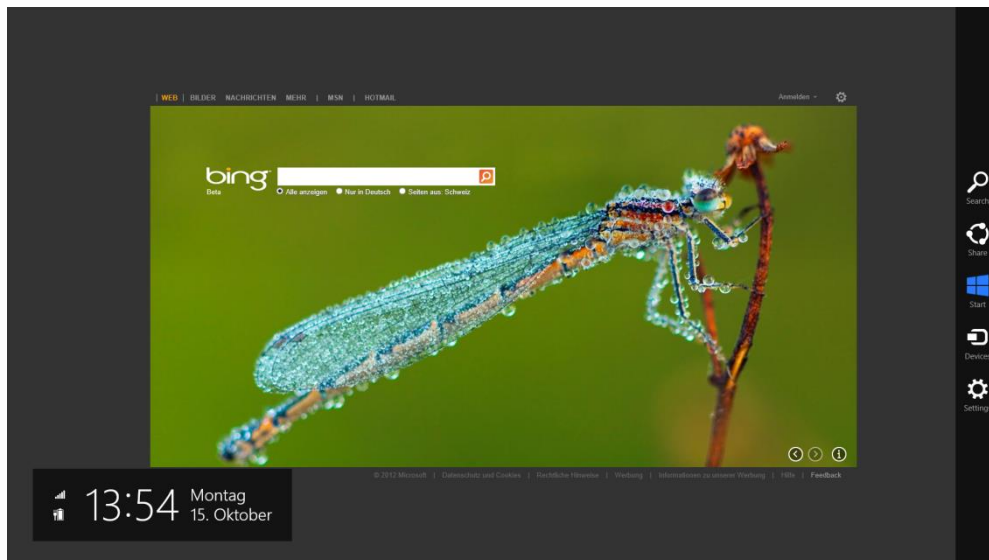 WEB | BILDER NACHRICHTEN MEHR | MSN | HOTMAIL
Anmelden
bing
Beta
Alle anzeigen Nur in Deutsch Seiten aus: Schweiz
Search
Share
Start
Devices
Settings
© 2012 Microsoft | Datenschutz und Cookies | Rechtliche Hinweise | Werbung | Informationen zu unserer Werbung | Hilfe | Feedback
13:54
Montag
15. Oktober